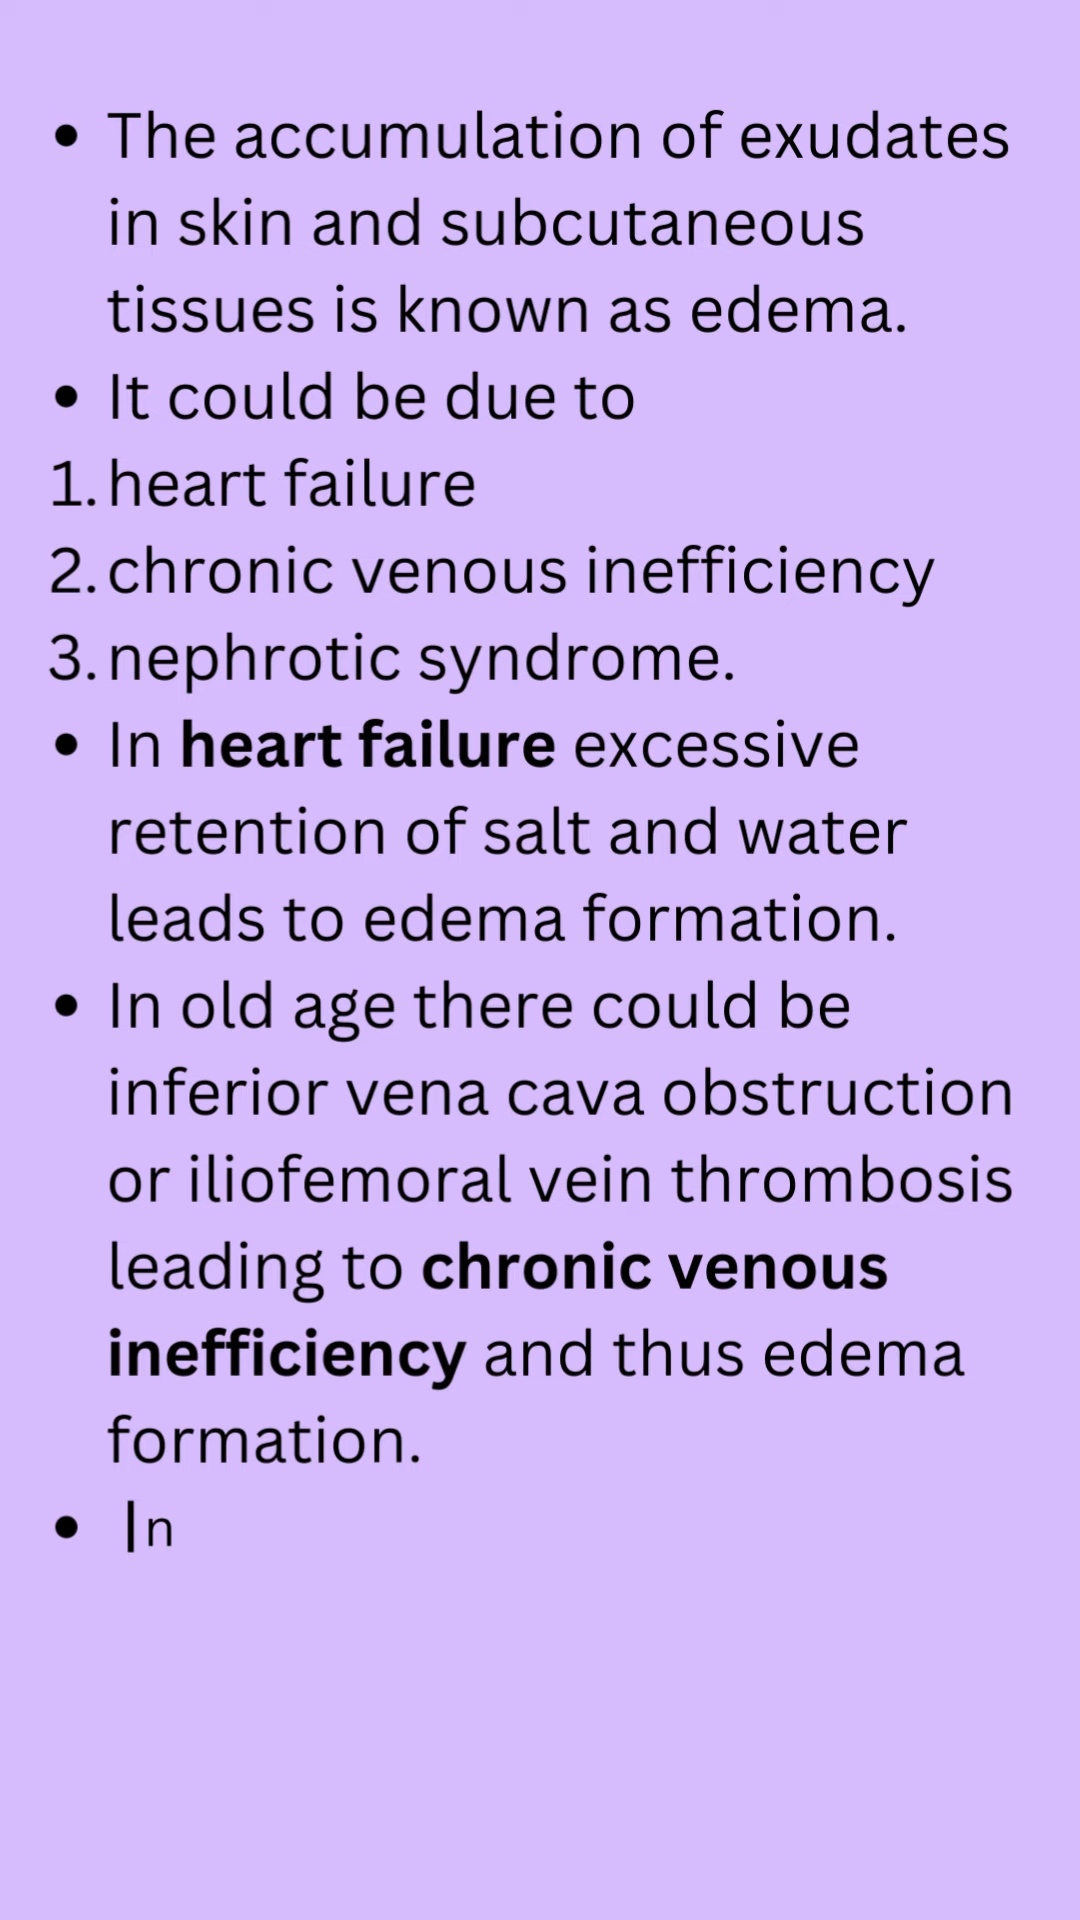 • The accumulation of exudates
in skin and subcutaneous
tissues is known as edema.
• It could be due to
1. heart failure
2. chronic venous inefficiency
3. nephrotic syndrome.
• In heart failure excessive
retention of salt and water
leads to edema formation.
• In old age there could be
inferior vena cava obstruction
or iliofemoral vein thrombosis
leading to chronic venous
inefficiency and thus edema
formation.
• In